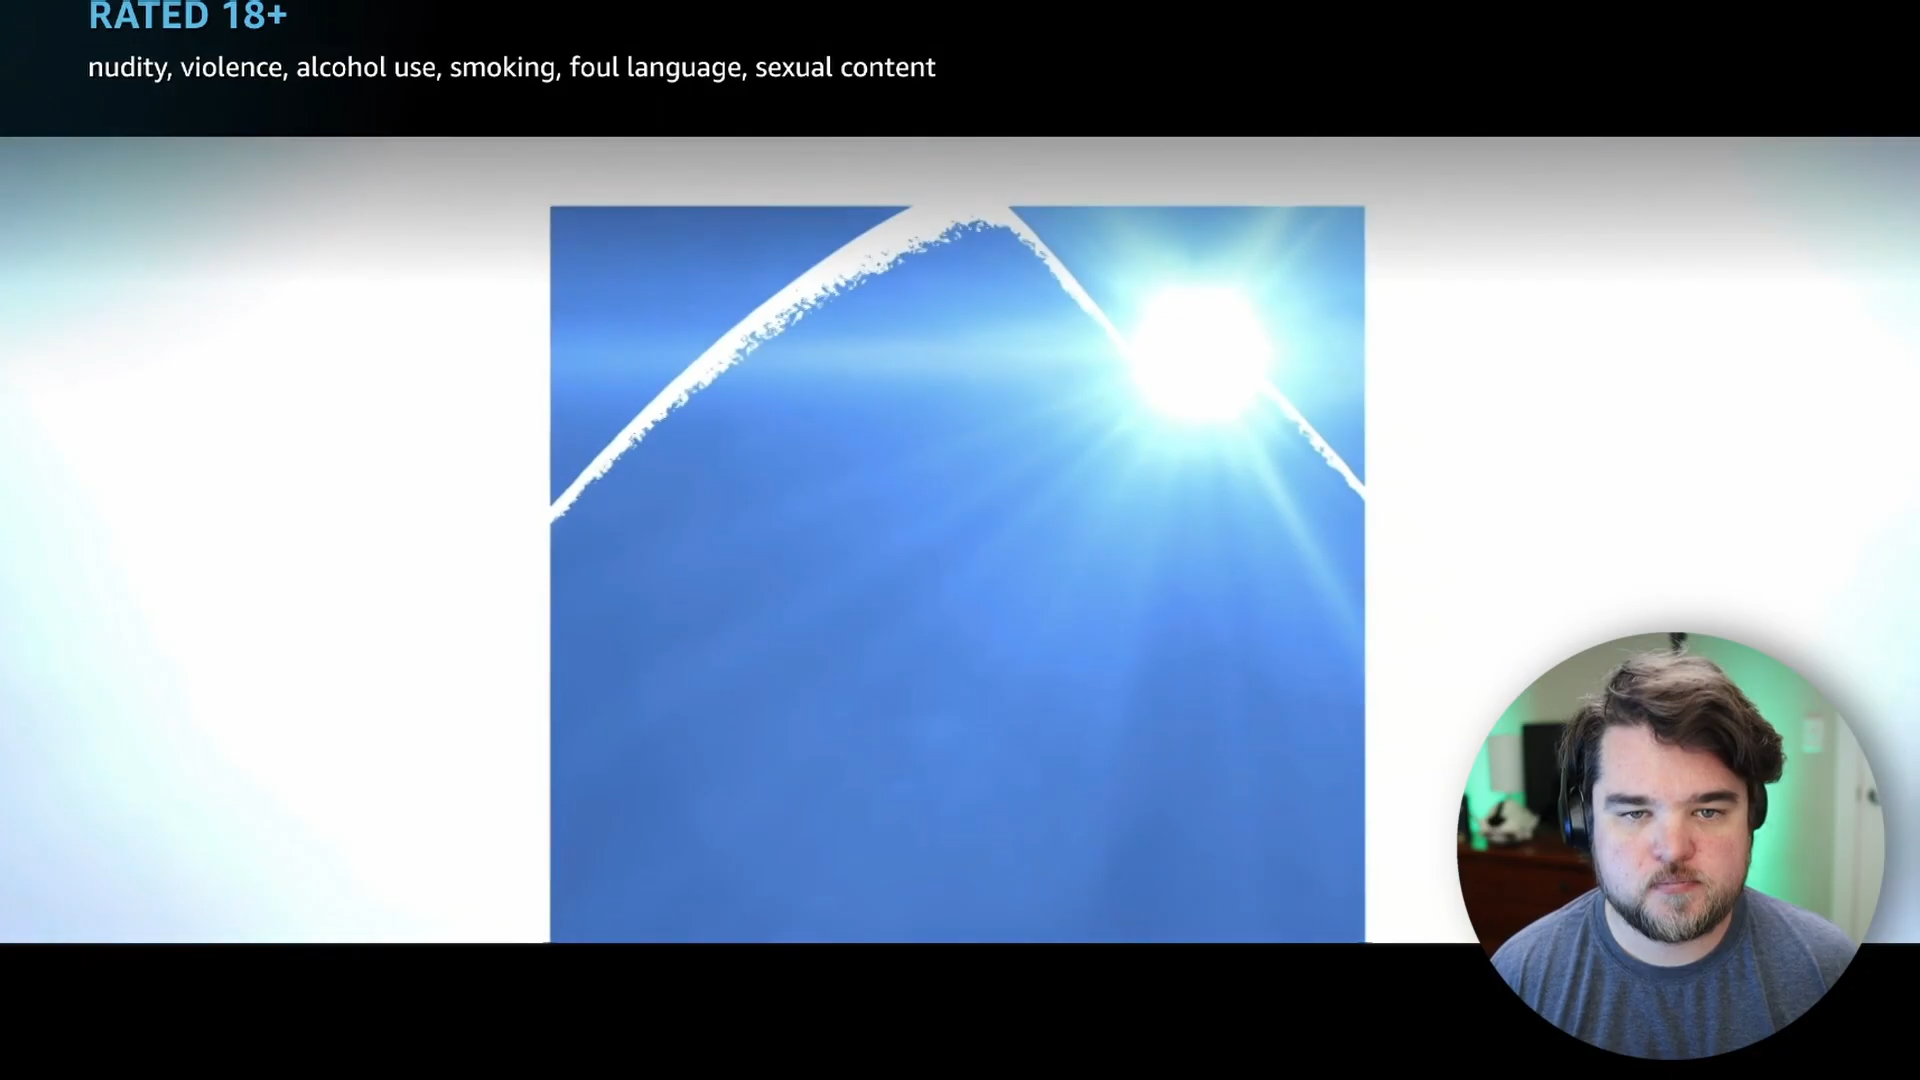 RATED 18+
nudity, violence, alcohol use, smoking, foul language, sexual content